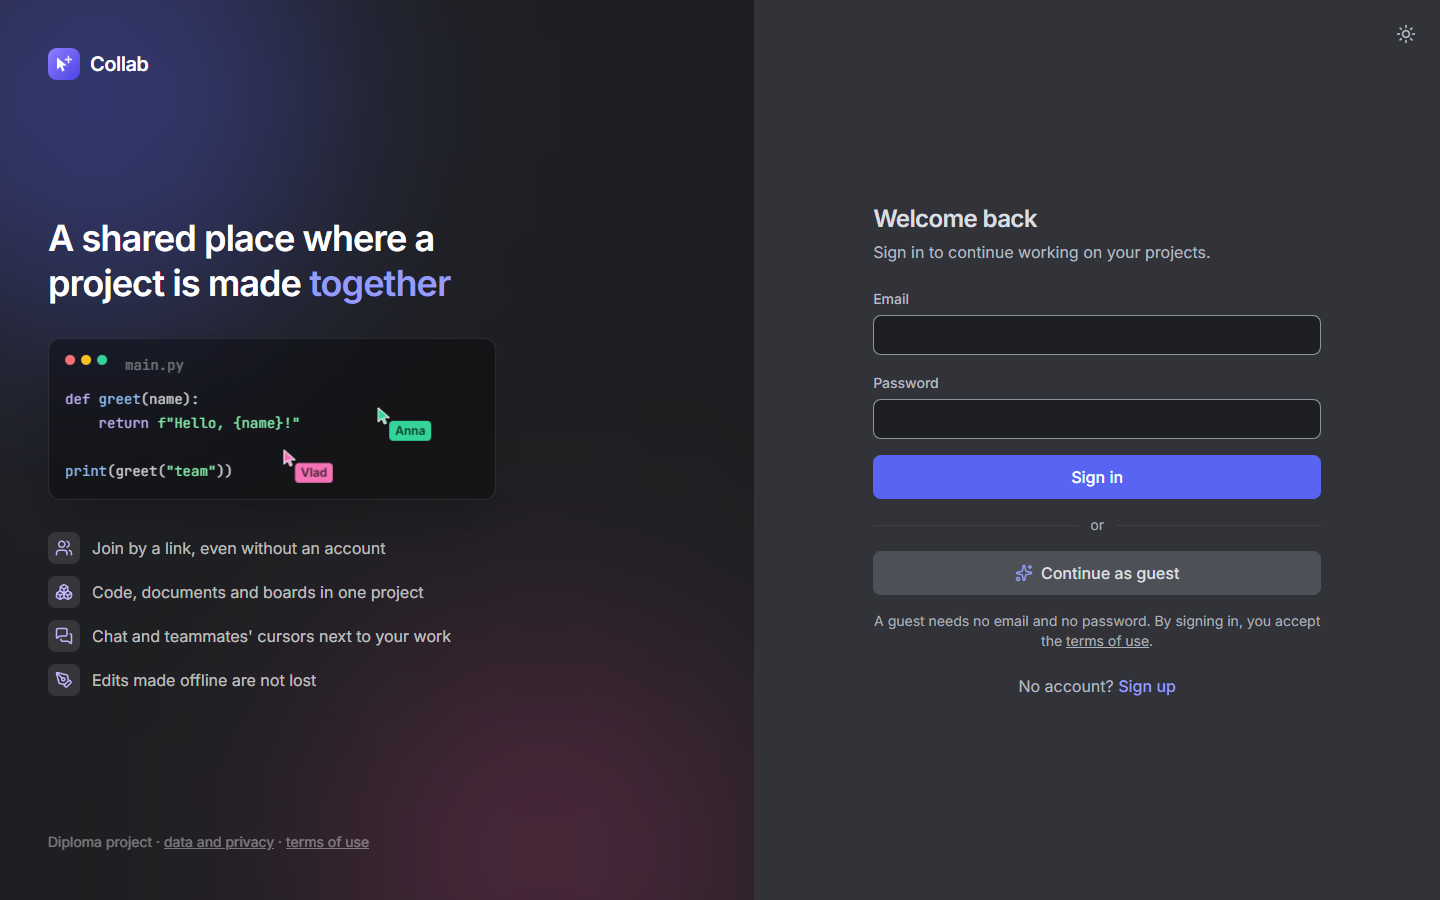 Collab
A shared place where a
project is made together
main.py
def greet(name):
    return f"Hello, {name}!"
Anna
print(greet("team"))
Vlad
Join by a link, even without an account
Code, documents and boards in one project
Chat and teammates' cursors next to your work
Edits made offline are not lost
Diploma project · data and privacy · terms of use
Welcome back
Sign in to continue working on your projects.
Email
Password
Sign in
or
Continue as guest
A guest needs no email and no password. By signing in, you accept
the terms of use.
No account? Sign up